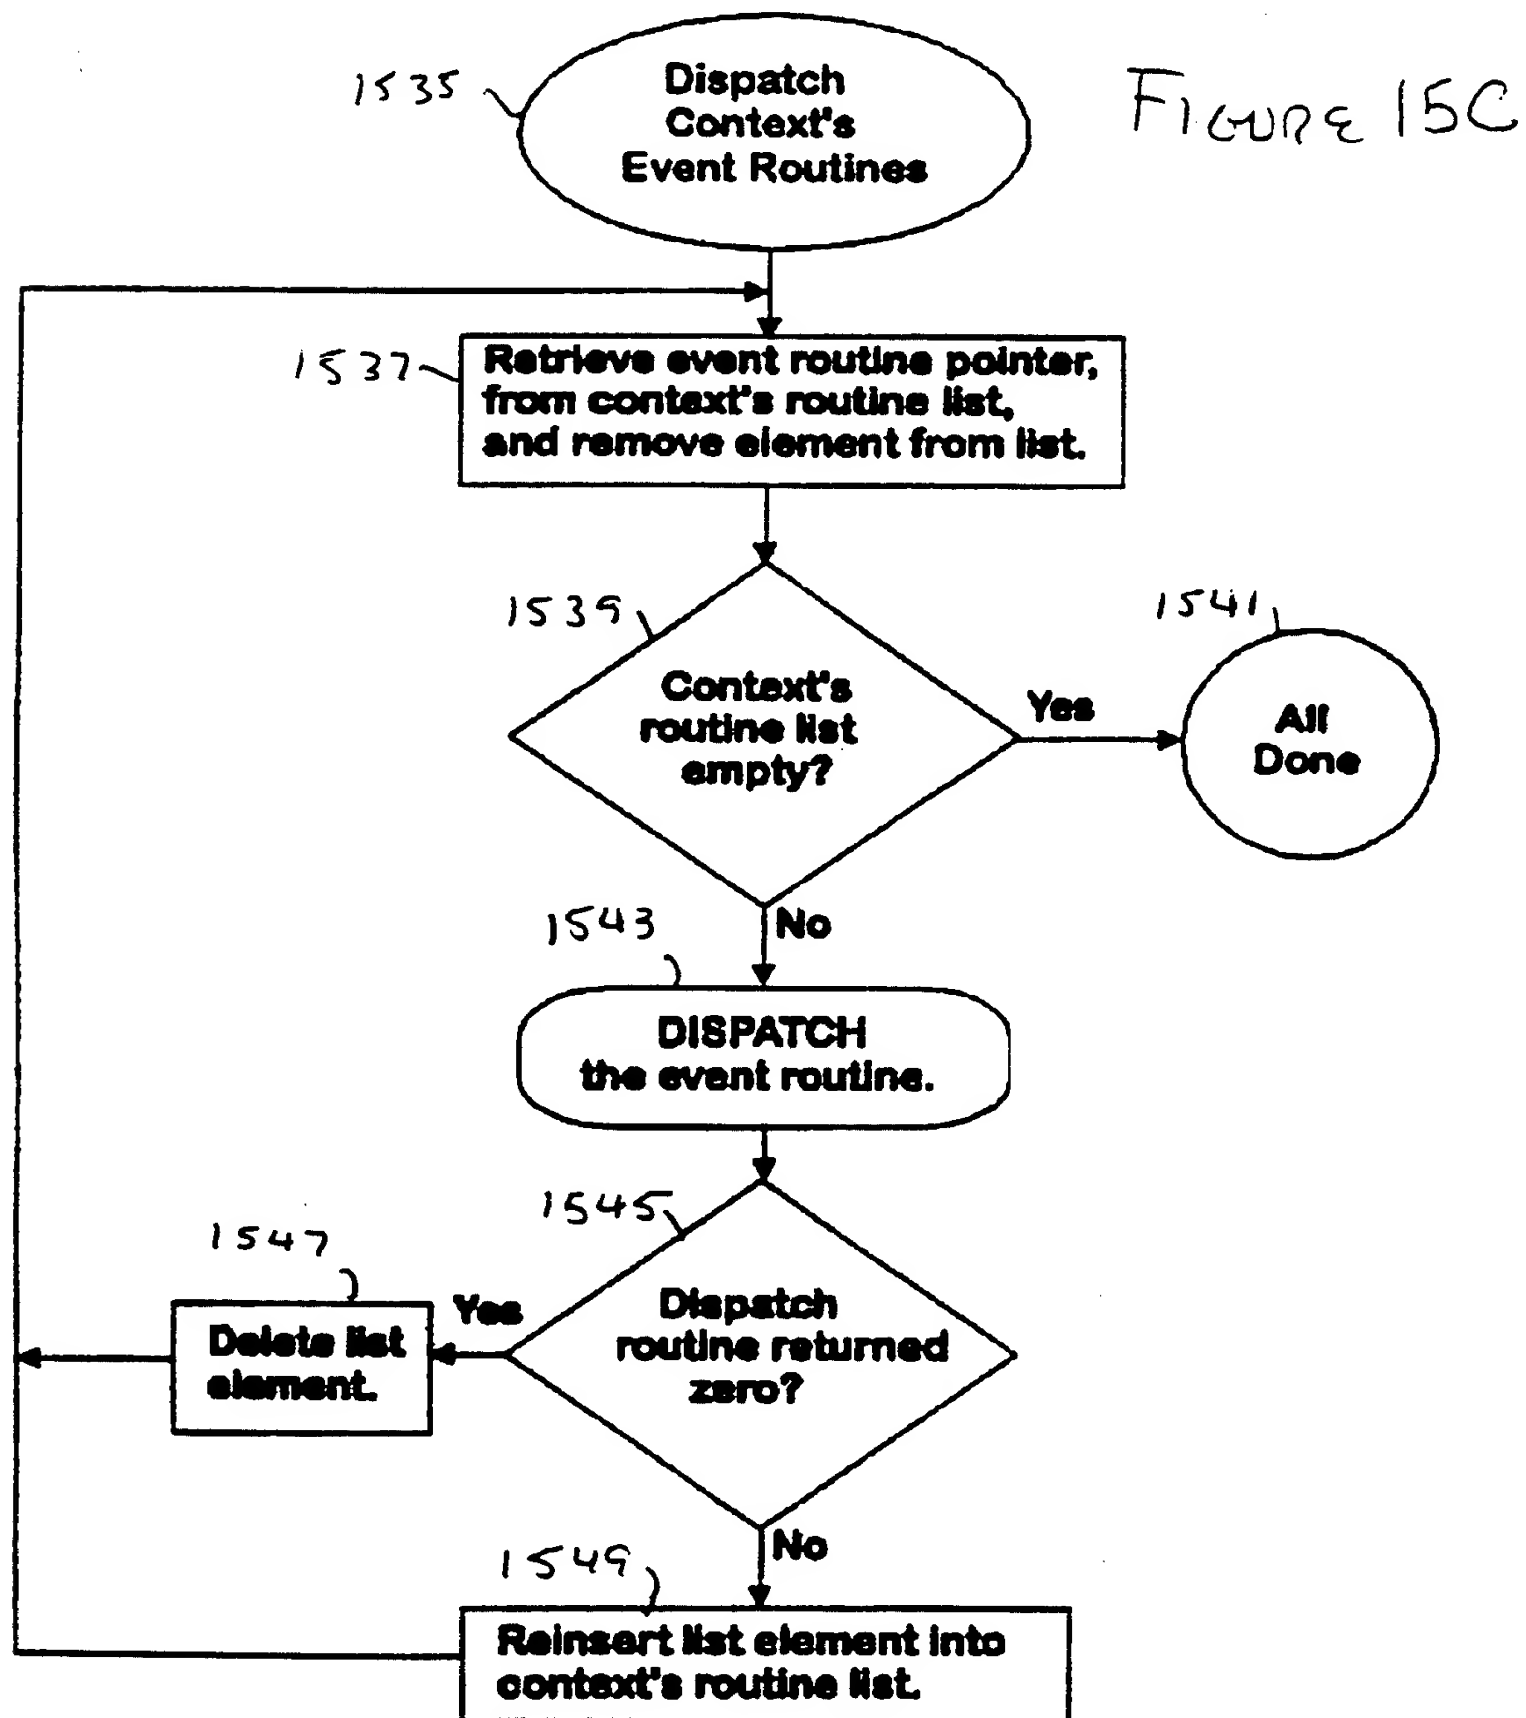 1535
Dispatch
Context's
Event Routines
FIGURE 15C
1537
Retrieve event routine pointer,
from context's routine list,
and remove element from list.
1539
Context's
routine list
empty?
Yes
1541
All
Done
No
1543
DISPATCH
the event routine.
1545
Dispatch
routine returned
zero?
Yes
1547
Delete list
element.
No
1549
Reinsert list element into
context's routine list.